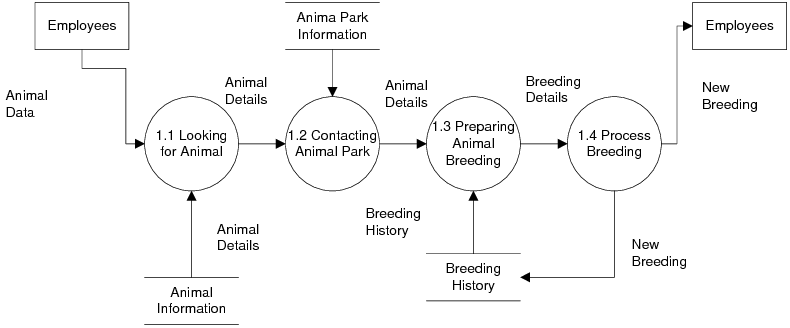 Employees
Anima Park
Information
Employees
Animal
Data
Animal
Details
Animal
Details
Breeding
Details
New
Breeding
1.1 Looking
for Animal
1.2 Contacting
Animal Park
1.3 Preparing
Animal
Breeding
1.4 Process
Breeding
Animal
Details
Breeding
History
New
Breeding
Animal
Information
Breeding
History